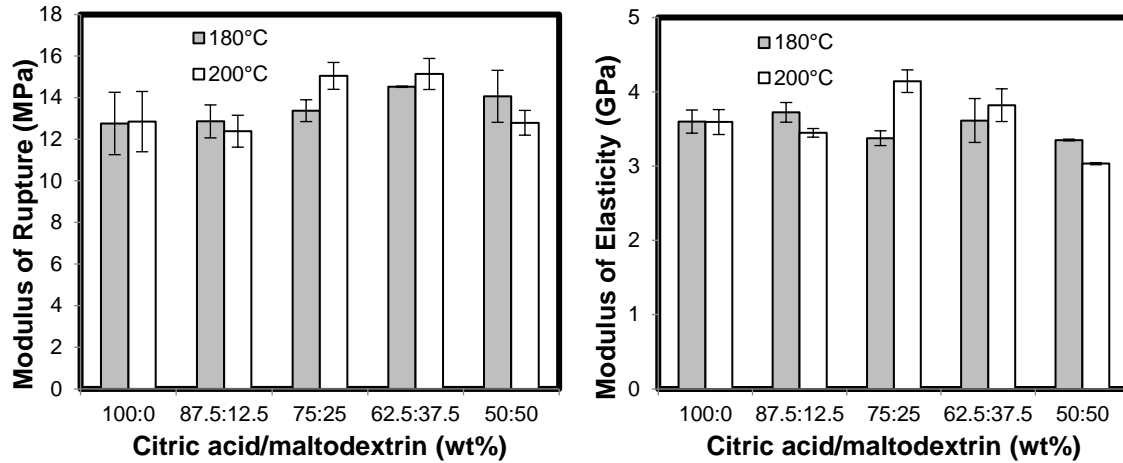 Modulus of Rupture (MPa)
18
16
14
12
10
8
6
4
2
0
180°C
200°C
100:0 87.5:12.5 75:25 62.5:37.5 50:50
Citric acid/maltodextrin (wt%)
Modulus of Elasticity (GPa)
5
4
3
2
1
0
180°C
200°C
100:0 87.5:12.5 75:25 62.5:37.5 50:50
Citric acid/maltodextrin (wt%)